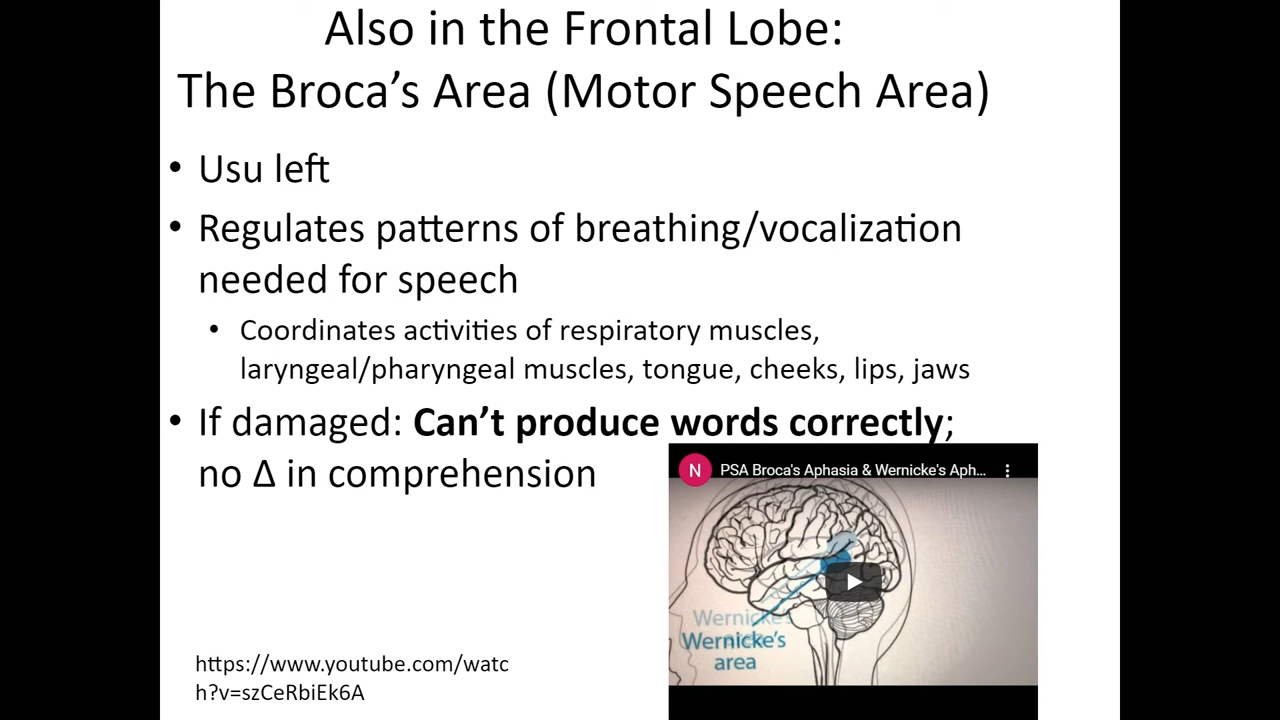 Also in the Frontal Lobe:
The Broca's Area (Motor Speech Area)
• Usu left
• Regulates patterns of breathing/vocalization
needed for speech
• Coordinates activities of respiratory muscles,
laryngeal/pharyngeal muscles, tongue, cheeks, lips, jaws
• If damaged: Can't produce words correctly;
no Δ in comprehension
N PSA Broca's Aphasia & Wernicke's Aph...
Wernicke's
Wernicke's
area
https://www.youtube.com/watc
h?v=szCeRbiEk6A